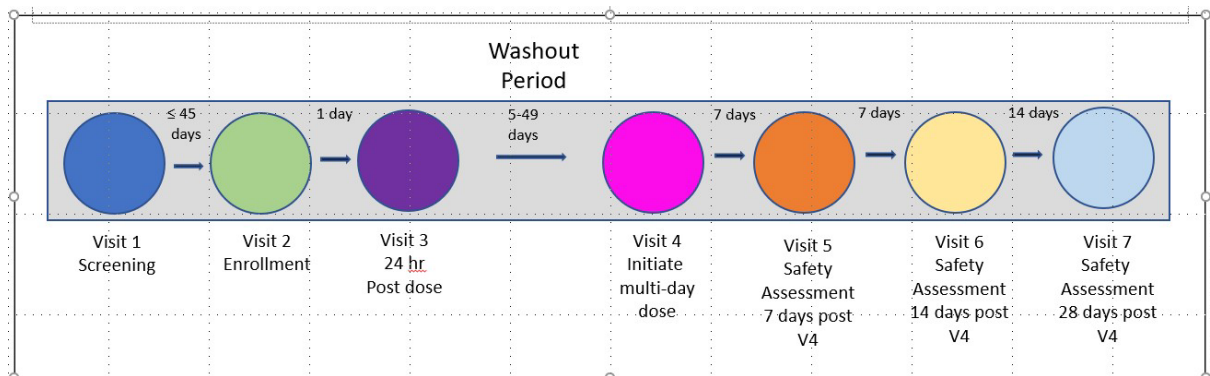 Washout
Period
≤ 45
days
1 day
5-49
days
7 days
7 days
14 days
Visit 1
Screening
Visit 2
Enrollment
Visit 3
24 hr
Post dose
Visit 4
Initiate
multi-day
dose
Visit 5
Safety
Assessment
7 days post
V4
Visit 6
Safety
Assessment
14 days post
V4
Visit 7
Safety
Assessment
28 days post
V4